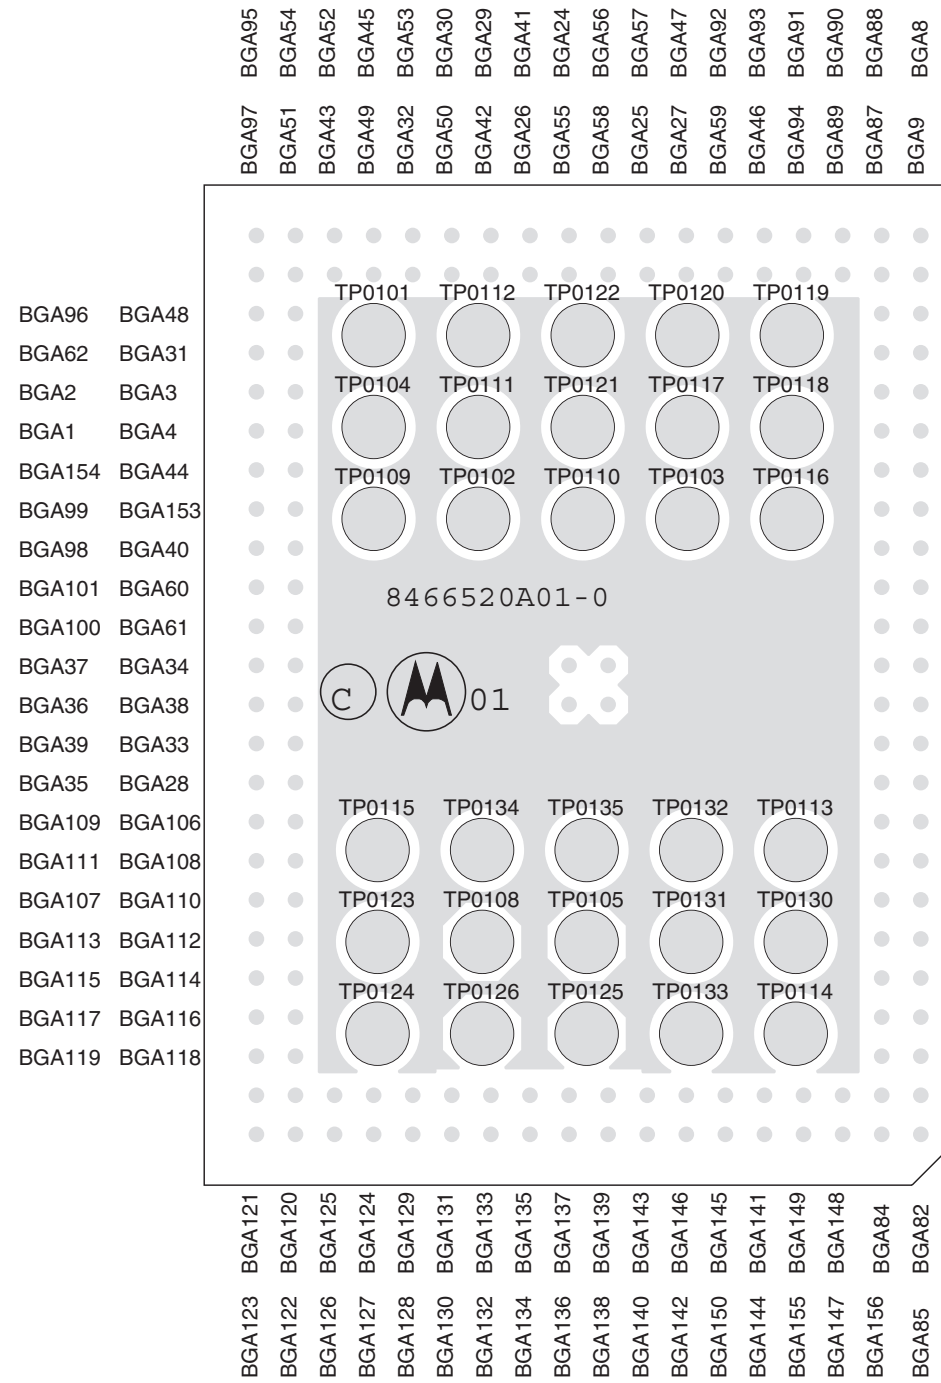 BGA95 BGA54 BGA52 BGA45 BGA53 BGA30 BGA29 BGA41 BGA24 BGA56 BGA57 BGA47 BGA92 BGA93 BGA91 BGA90 BGA88 BGA8
BGA97 BGA51 BGA43 BGA49 BGA32 BGA50 BGA42 BGA26 BGA55 BGA58 BGA25 BGA27 BGA59 BGA46 BGA94 BGA89 BGA87 BGA9
TP0101 TP0112 TP0122 TP0120 TP0119
BGA96 BGA48
BGA62 BGA31
TP0104 TP0111 TP0121 TP0117 TP0118
BGA2 BGA3
BGA1 BGA4
BGA154 BGA44
TP0109 TP0102 TP0110 TP0103 TP0116
BGA99 BGA153
BGA98 BGA40
BGA101 BGA60
8466520A01-0
BGA100 BGA61
BGA37 BGA34
C 01
BGA36 BGA38
BGA39 BGA33
BGA35 BGA28
TP0115 TP0134 TP0135 TP0132 TP0113
BGA109 BGA106
BGA111 BGA108
BGA107 BGA110
TP0123 TP0108 TP0105 TP0131 TP0130
BGA113 BGA112
BGA115 BGA114
TP0124 TP0126 TP0125 TP0133 TP0114
BGA117 BGA116
BGA119 BGA118
BGA121 BGA120 BGA125 BGA124 BGA129 BGA131 BGA133 BGA135 BGA137 BGA139 BGA143 BGA146 BGA145 BGA141 BGA149 BGA148 BGA84 BGA82
BGA123 BGA122 BGA126 BGA127 BGA128 BGA130 BGA132 BGA134 BGA136 BGA138 BGA140 BGA142 BGA150 BGA144 BGA155 BGA147 BGA156 BGA85